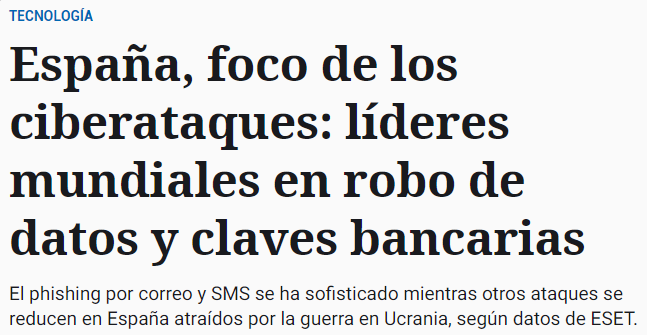 TECNOLOGÍA
España, foco de los
ciberataques: líderes
mundiales en robo de
datos y claves bancarias
El phishing por correo y SMS se ha sofisticado mientras otros ataques se
reducen en España atraídos por la guerra en Ucrania, según datos de ESET.